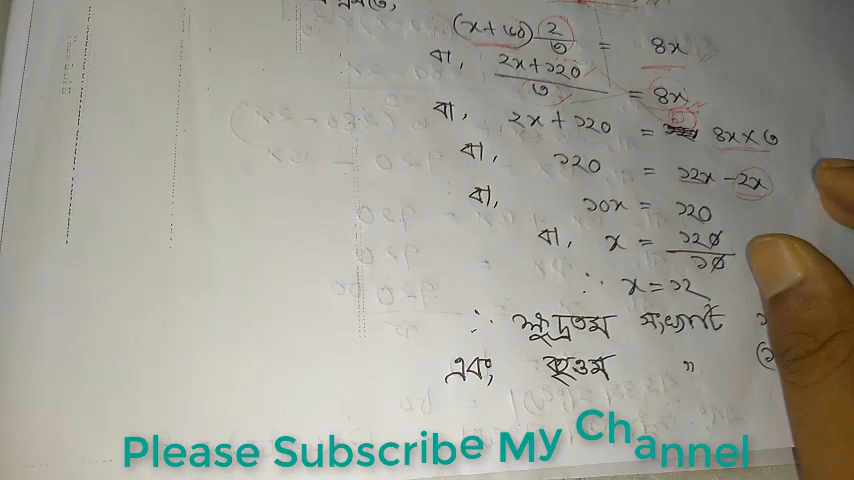 (x+৬০) ২/৩ = ৪x
বা, ২x+১২০/৩ = ৪x
বা, ২x + ১২০ = ৪x × ৩
বা, ১২০ = ১২x - ২x
বা, ১০x = ১২০
বা, x = ১২০/১০
∴ x = ১২
∴ ক্ষুদ্রতম সংখ্যাটি
এবং বৃহত্তম "
Please Subscribe My Channel